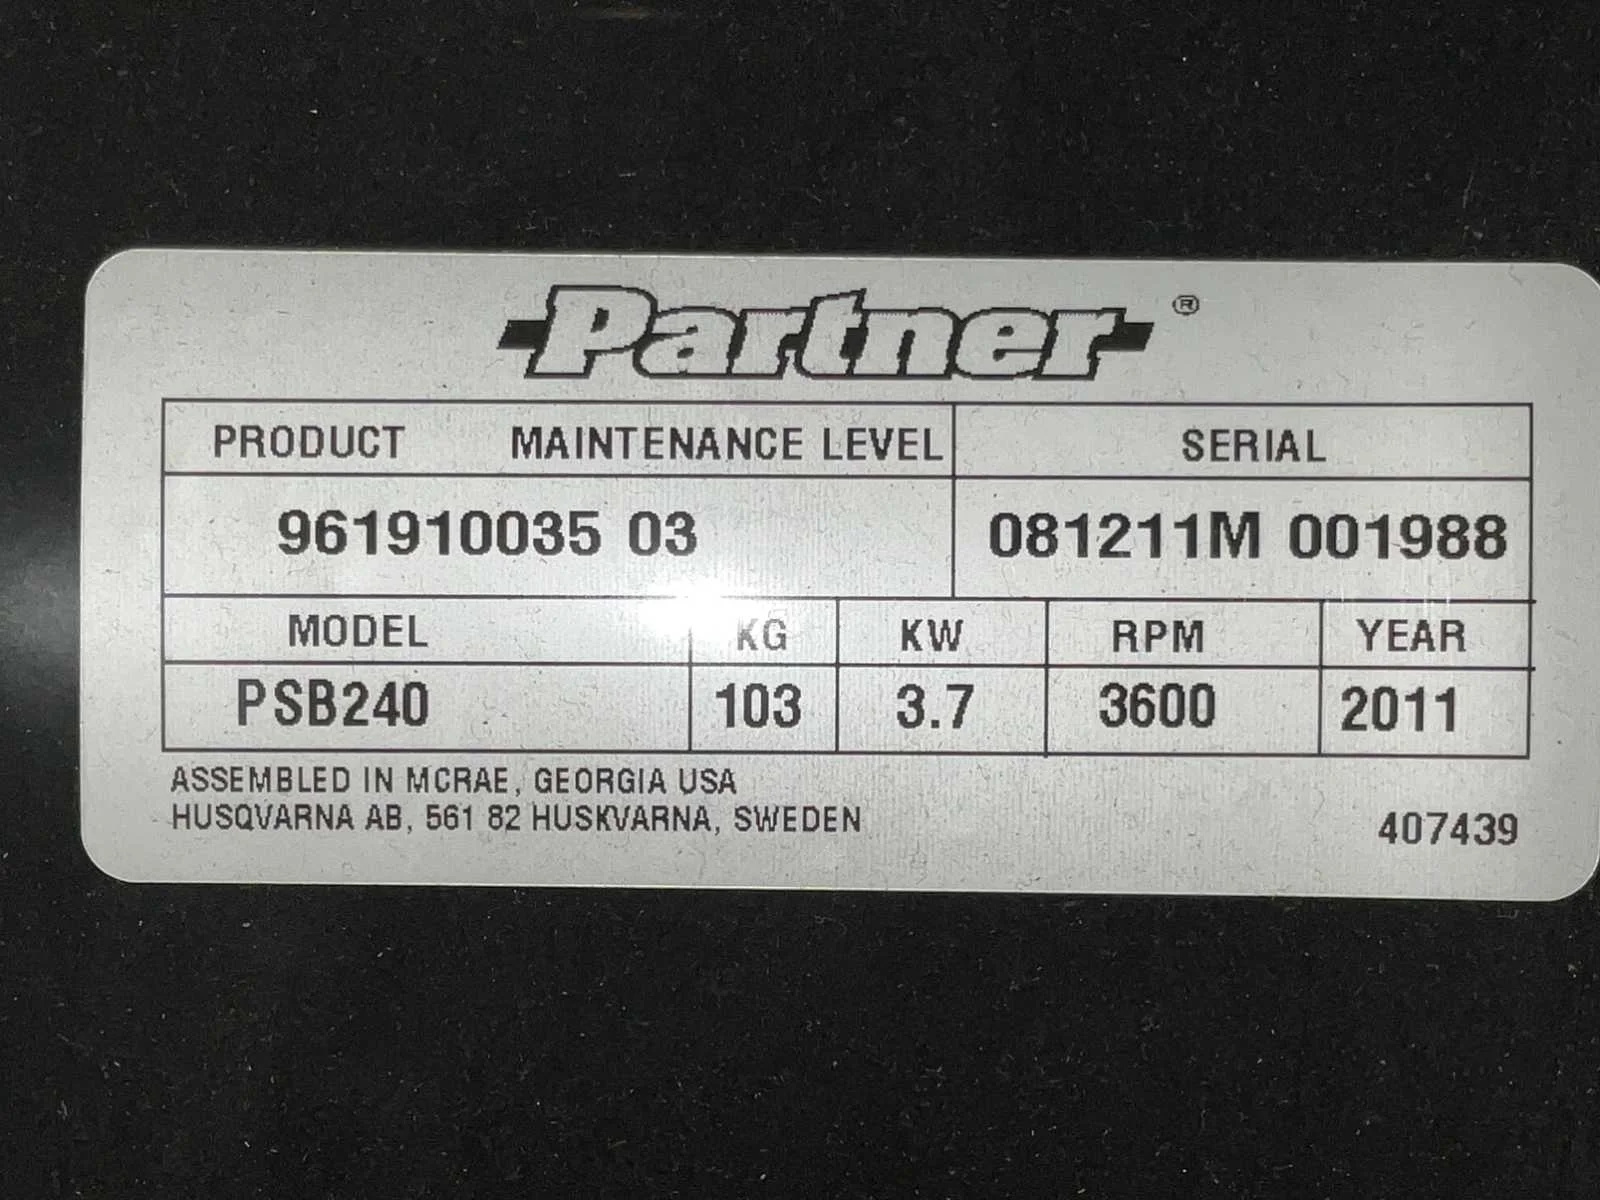 Partner ®
PRODUCT MAINTENANCE LEVEL SERIAL
961910035 03 081211M 001988
MODEL KG KW RPM YEAR
PSB240 103 3.7 3600 2011
ASSEMBLED IN MCRAE, GEORGIA USA
HUSQVARNA AB, 561 82 HUSKVARNA, SWEDEN
407439